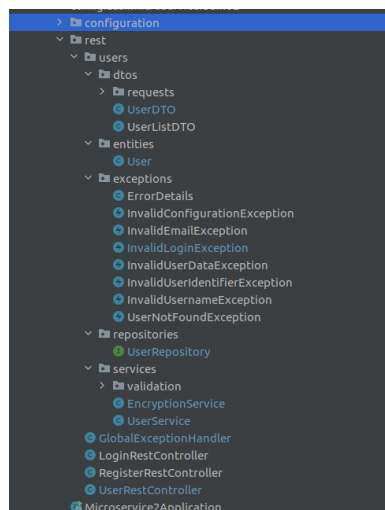 configuration
rest
users
dtos
requests
UserDTO
UserListDTO
entities
User
exceptions
ErrorDetails
InvalidConfigurationException
InvalidEmailException
InvalidLoginException
InvalidUserDataException
InvalidUserIdentifierException
InvalidUsernameException
UserNotFoundException
repositories
UserRepository
services
validation
EncryptionService
UserService
GlobalExceptionHandler
LoginRestController
RegisterRestController
UserRestController
Microservice2Application